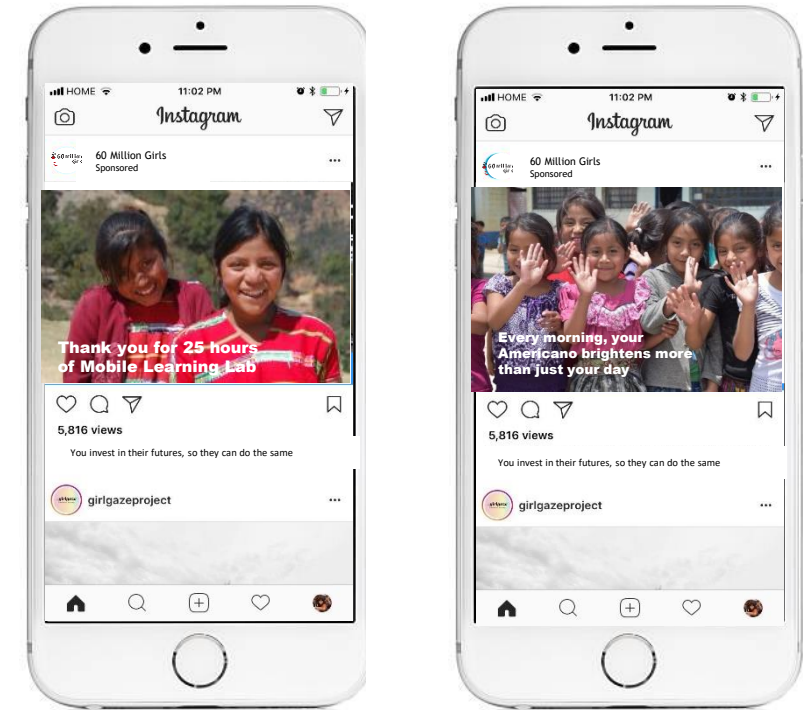 HOME
11:02 PM
Instagram
60 Million Girls
Sponsored
Thank you for 25 hours
of Mobile Learning Lab
5,816 views
You invest in their futures, so they can do the same
girlgazeproject
HOME
11:02 PM
Instagram
60 Million Girls
Sponsored
Every morning, your
Americano brightens more
than just your day
5,816 views
You invest in their futures, so they can do the same
girlgazeproject